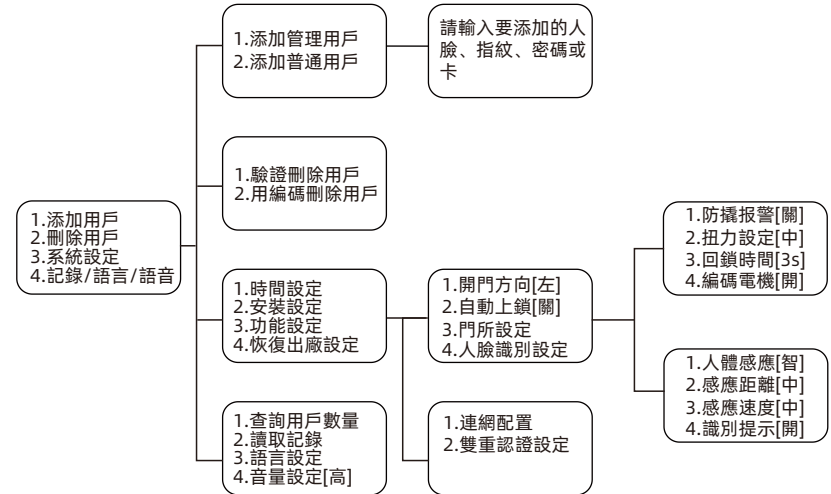 1.添加用戶
2.刪除用戶
3.系統設定
4.記錄/語言/語音
1.添加管理用戶
2.添加普通用戶
請輸入要添加的人
臉、指紋、密碼或
卡
1.驗證刪除用戶
2.用編碼刪除用戶
1.時間設定
2.安裝設定
3.功能設定
4.恢復出廠設定
1.查詢用戶數量
2.讀取記錄
3.語言設定
4.音量設定[高]
1.開門方向[左]
2.自動上鎖[關]
3.門所設定
4.人臉識別設定
1.連網配置
2.雙重認證設定
1.防撬报警[關]
2.扭力設定[中]
3.回鎖時間[3s]
4.編碼電機[開]
1.人體感應[智]
2.感應距離[中]
3.感應速度[中]
4.識別提示[開]